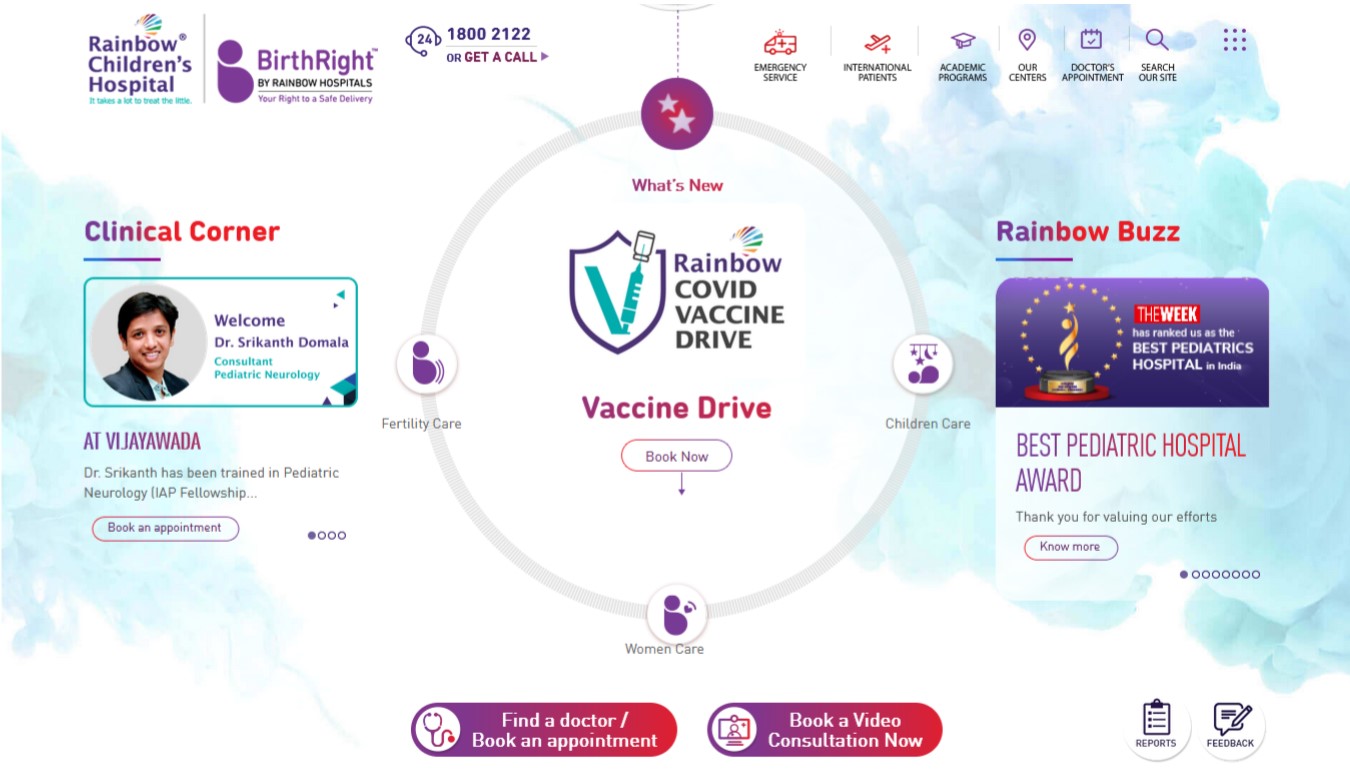 Rainbow®
Children's
Hospital
It takes a lot to treat the little.
BirthRight™
BY RAINBOW HOSPITALS
Your Right to a Safe Delivery
24
1800 2122
OR GET A CALL
EMERGENCY
SERVICE
INTERNATIONAL
PATIENTS
ACADEMIC
PROGRAMS
OUR
CENTERS
DOCTOR'S
APPOINTMENT
SEARCH
OUR SITE
What's New
Clinical Corner
Welcome
Dr. Srikanth Domala
Consultant
Pediatric Neurology
AT VIJAYAWADA
Dr. Srikanth has been trained in Pediatric
Neurology (IAP Fellowship...
Book an appointment
Fertility Care
Rainbow
COVID
VACCINE
DRIVE
Vaccine Drive
Book Now
Children Care
Women Care
Rainbow Buzz
THE WEEK
has ranked us as the
BEST PEDIATRICS
HOSPITAL in India
BEST PEDIATRIC HOSPITAL
AWARD
Thank you for valuing our efforts
Know more
Find a doctor /
Book an appointment
Book a Video
Consultation Now
REPORTS
FEEDBACK